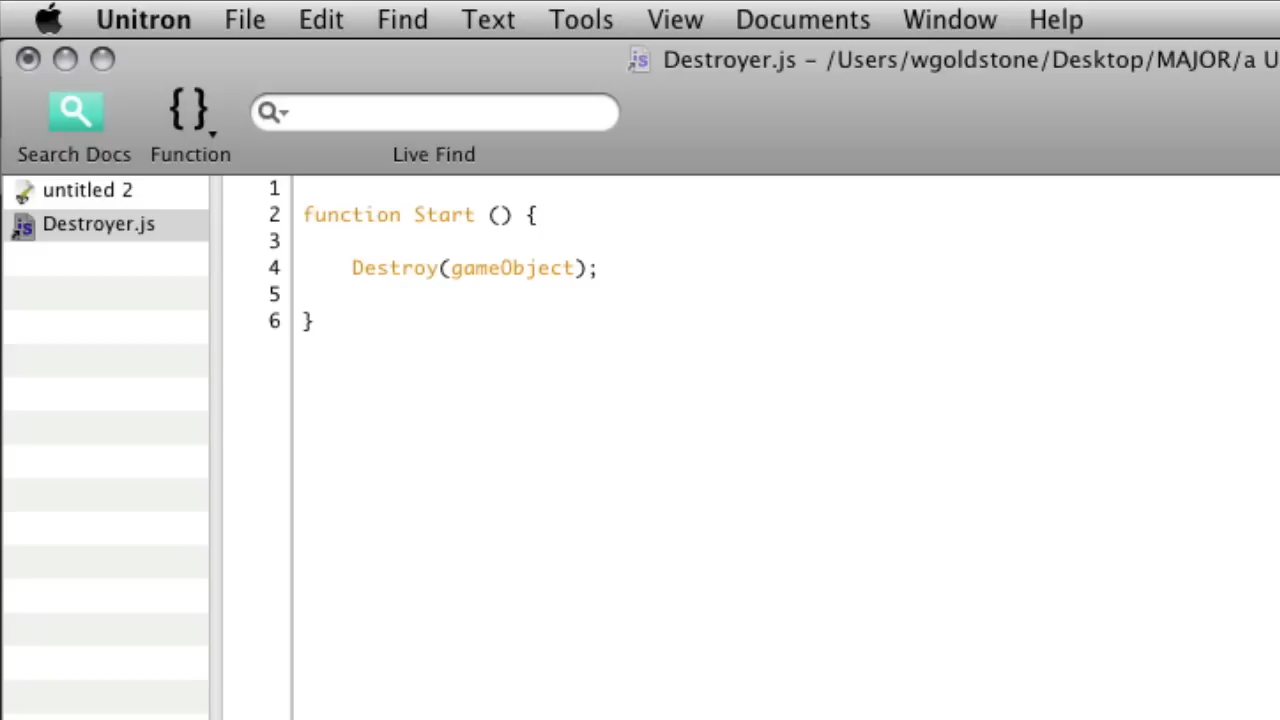 Unitron File Edit Find Text Tools View Documents Window Help
Destroyer.js – /Users/wgoldstone/Desktop/MAJOR/a U
{}
Search Docs Function Live Find
untitled 2
Destroyer.js
1
2 function Start () {
3
4 Destroy(gameObject);
5
6 }